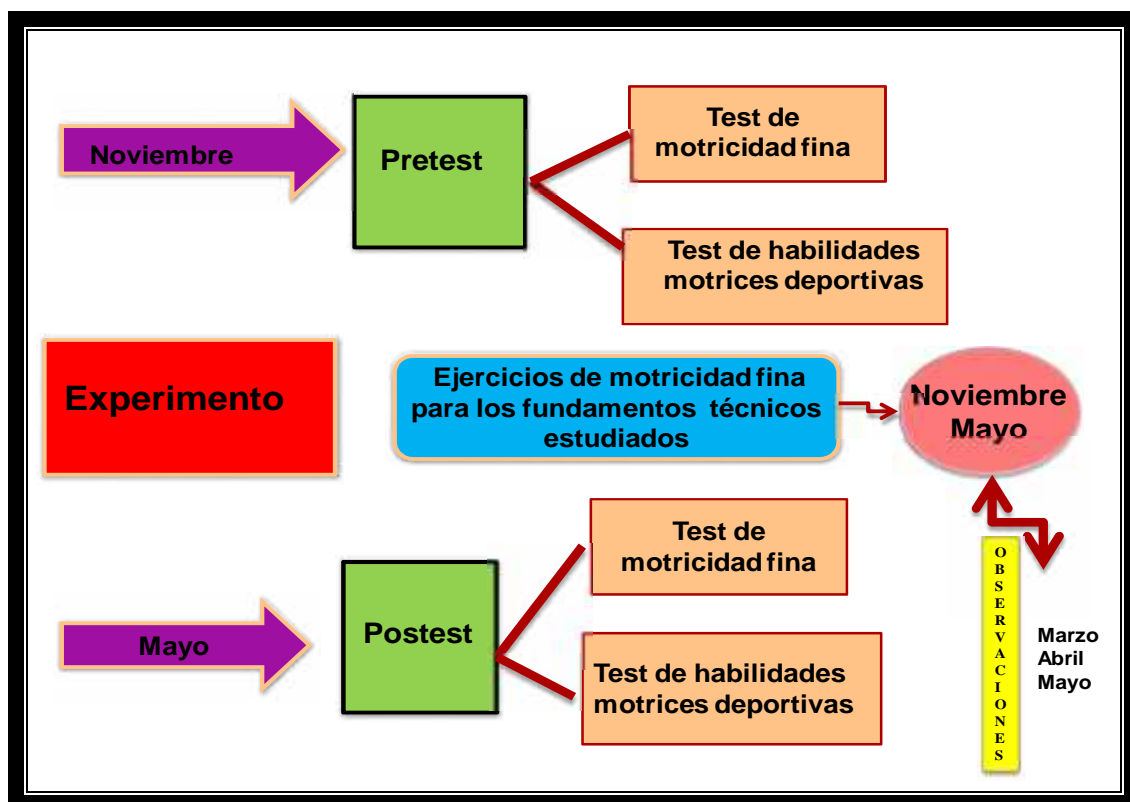 Noviembre
Pretest
Test de
motricidad fina
Test de habilidades
motrices deportivas
Experimento
Ejercicios de motricidad fina
para los fundamentos técnicos
estudiados
Noviembre
Mayo
Mayo
Postest
Test de
motricidad fina
Test de habilidades
motrices deportivas
OBSERVACIONES
Marzo
Abril
Mayo